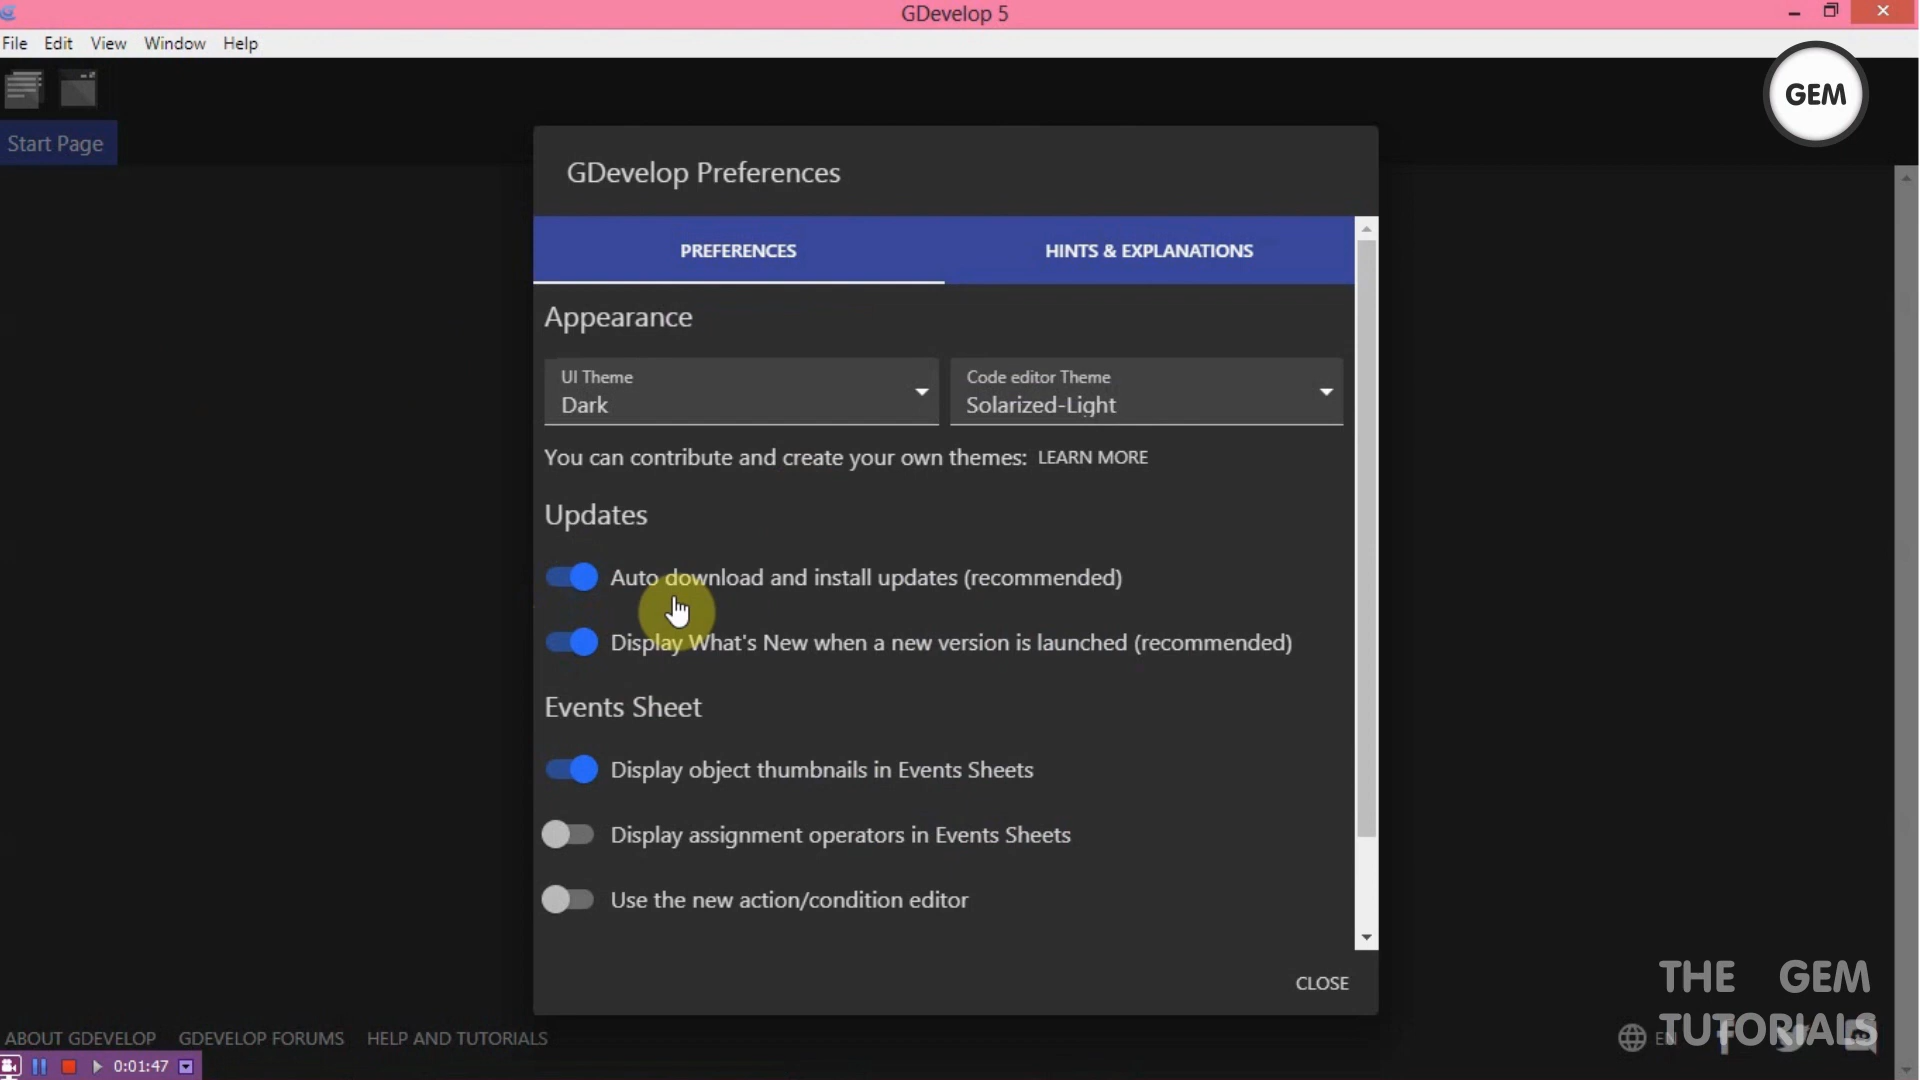 GDevelop 5
File Edit View Window Help
GEM
Start Page
GDevelop Preferences
PREFERENCES HINTS & EXPLANATIONS
Appearance
UI Theme Code editor Theme
Dark Solarized-Light
You can contribute and create your own themes: LEARN MORE
Updates
Auto download and install updates (recommended)
Display What's New when a new version is launched (recommended)
Events Sheet
Display object thumbnails in Events Sheets
Display assignment operators in Events Sheets
Use the new action/condition editor
CLOSE
THE GEM
TUTORIALS
ABOUT GDEVELOP GDEVELOP FORUMS HELP AND TUTORIALS EN
0:01:47